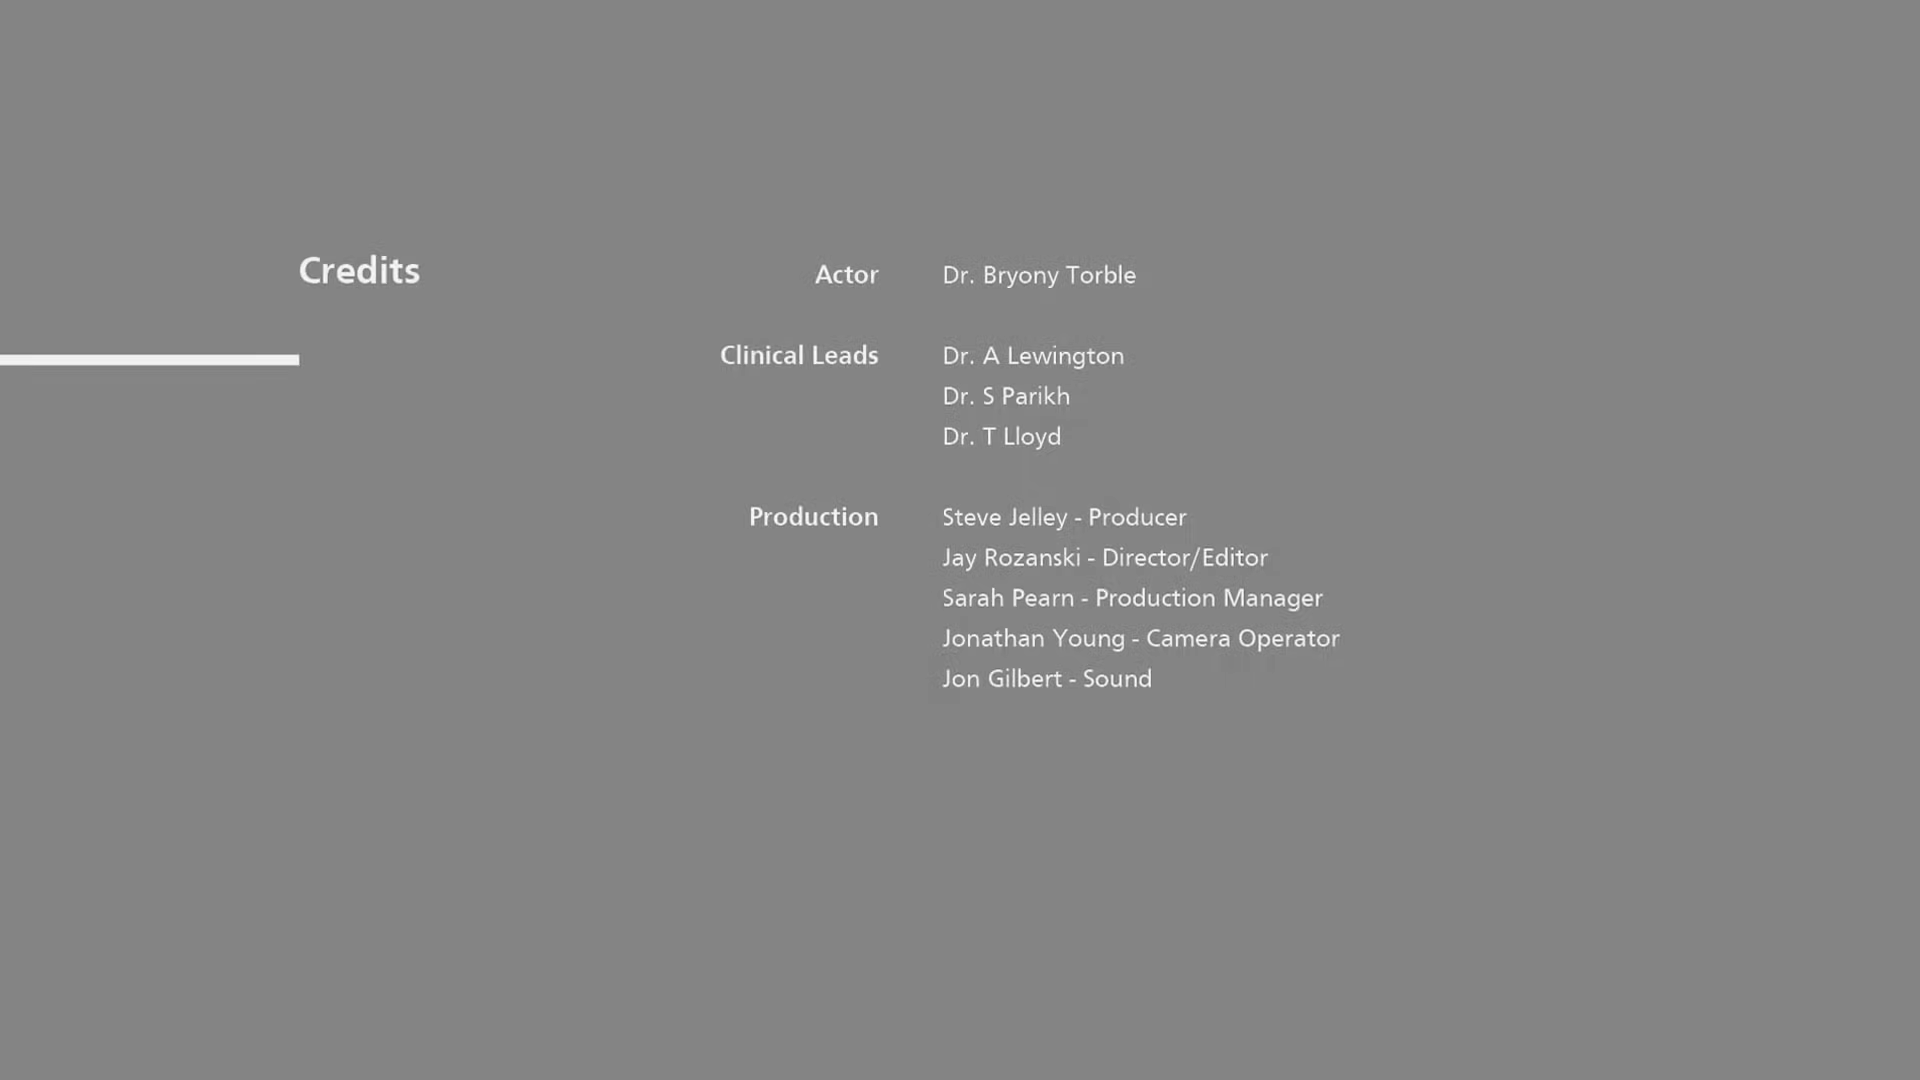 Credits
Actor Dr. Bryony Torble
Clinical Leads Dr. A Lewington
Dr. S Parikh
Dr. T Lloyd
Production Steve Jelley - Producer
Jay Rozanski - Director/Editor
Sarah Pearn - Production Manager
Jonathan Young - Camera Operator
Jon Gilbert - Sound